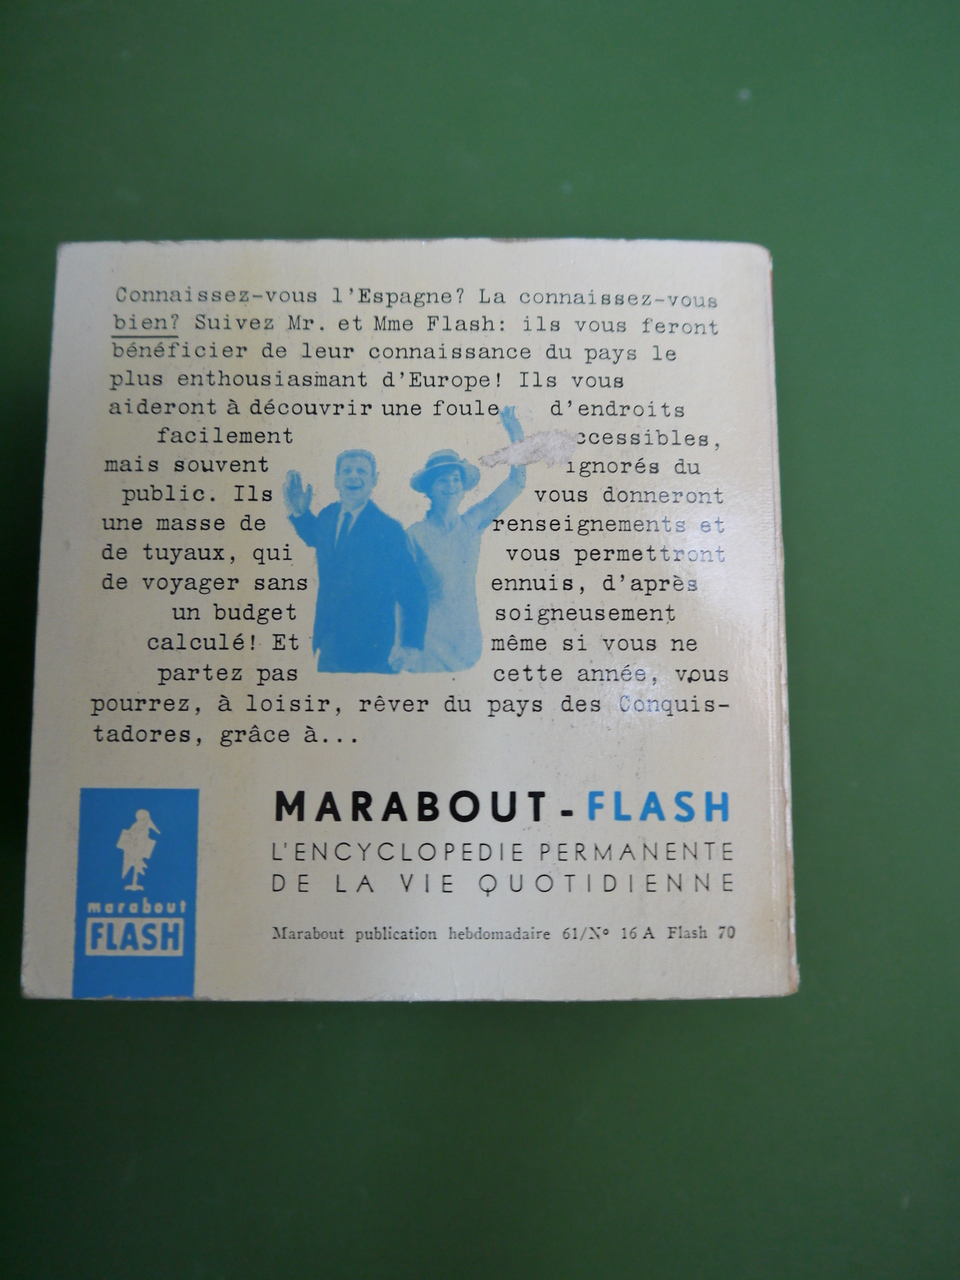 Connaissez-vous l'Espagne? La connaissez-vous
bien? Suivez Mr. et Mme Flash: ils vous feront
bénéficier de leur connaissance du pays le
plus enthousiasmant d'Europe! Ils vous
aideront à découvrir une foule d'endroits
facilement ccessibles,
mais souvent ignorés du
public. Ils vous donneront
une masse de renseignements et
de tuyaux, qui vous permettront
de voyager sans ennuis, d'après
un budget soigneusement
calculé! Et même si vous ne
partez pas cette année, vous
pourrez, à loisir, rêver du pays des Conquis-
tadores, grâce à...
MARABOUT-FLASH
L'ENCYCLOPEDIE PERMANENTE
DE LA VIE QUOTIDIENNE
Marabout publication hebdomadaire 61/Nº 16 A Flash 70
marabout
FLASH